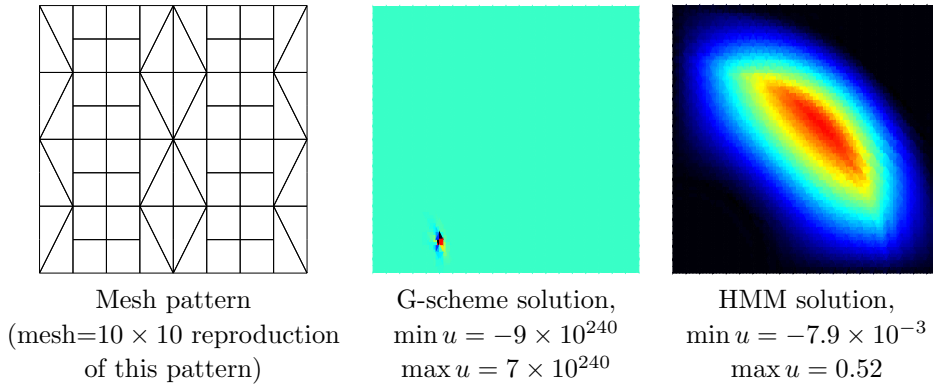 Mesh pattern
(mesh=10 × 10 reproduction
of this pattern)
G-scheme solution,
min u = −9 × 10^240
max u = 7 × 10^240
HMM solution,
min u = −7.9 × 10^−3
max u = 0.52